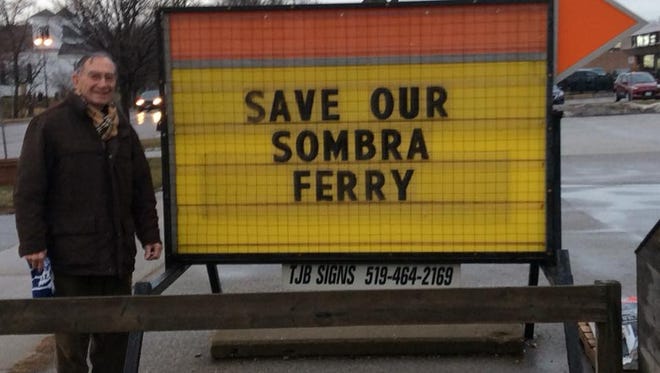 SAVE OUR
SOMBRA
FERRY
TJB SIGNS 519-464-2169